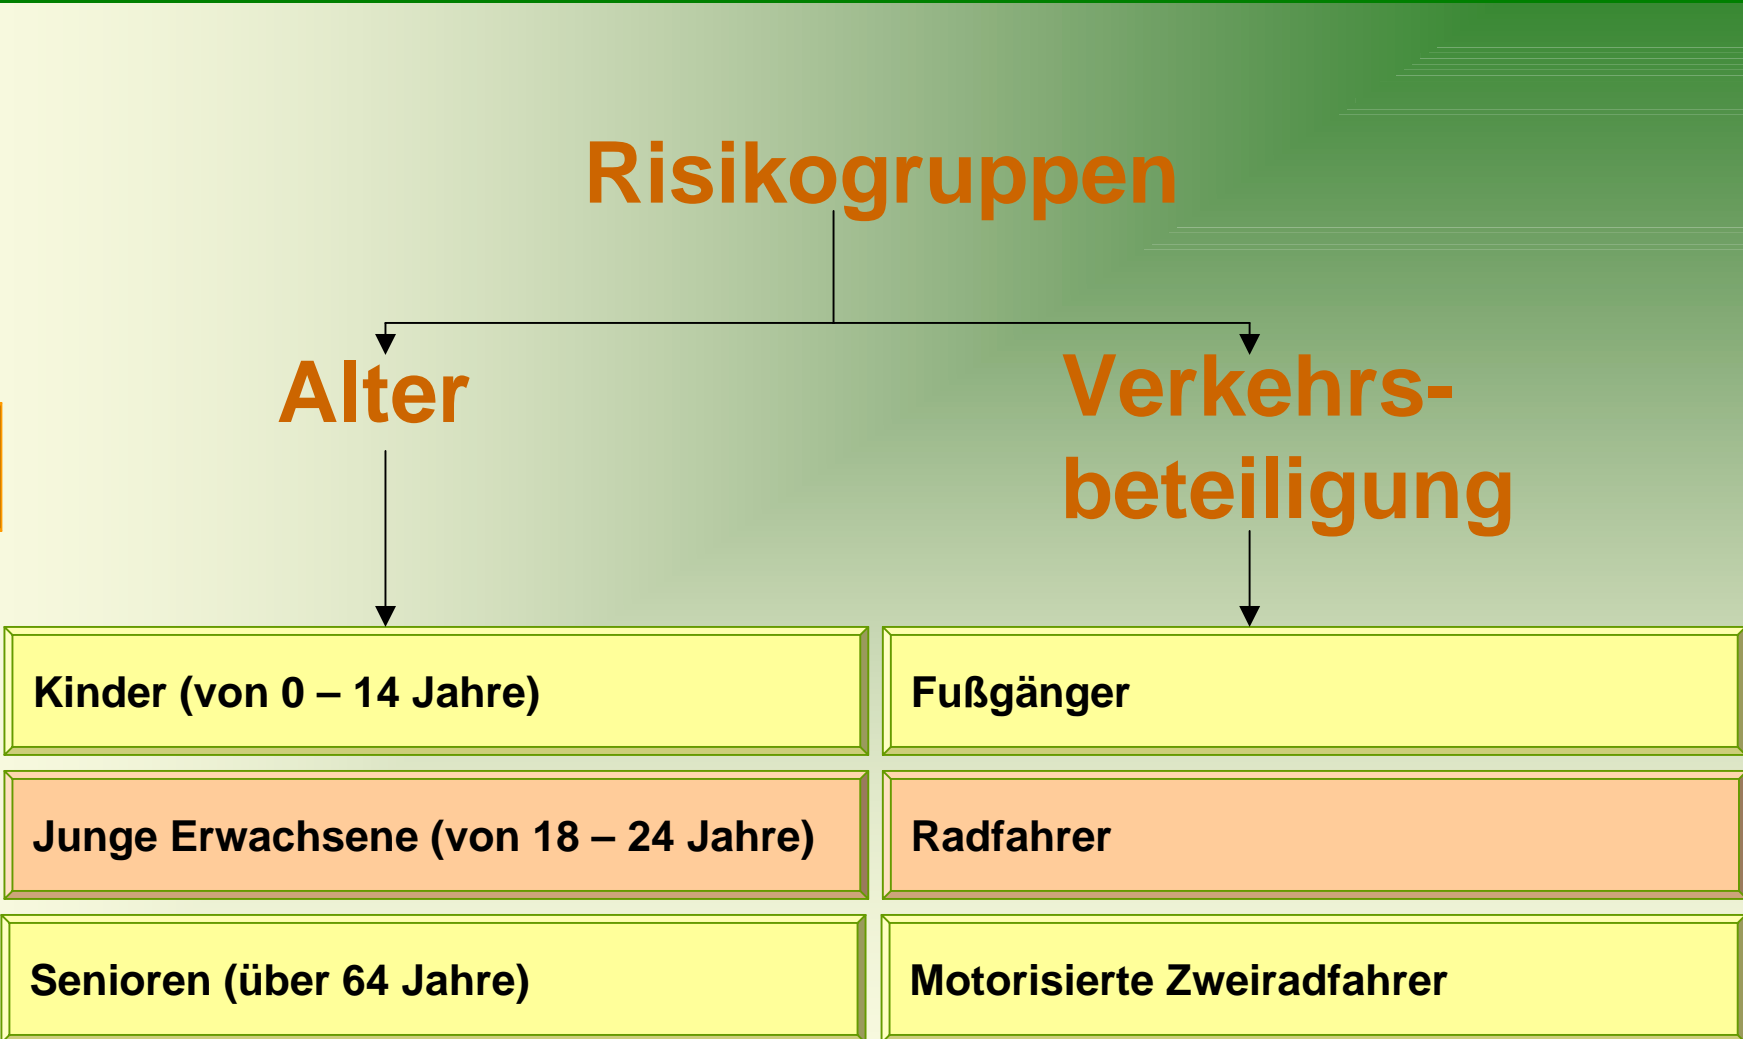 Risikogruppen
Alter
Verkehrs-
beteiligung
Kinder (von 0 – 14 Jahre)
Fußgänger
Junge Erwachsene (von 18 – 24 Jahre)
Radfahrer
Senioren (über 64 Jahre)
Motorisierte Zweiradfahrer